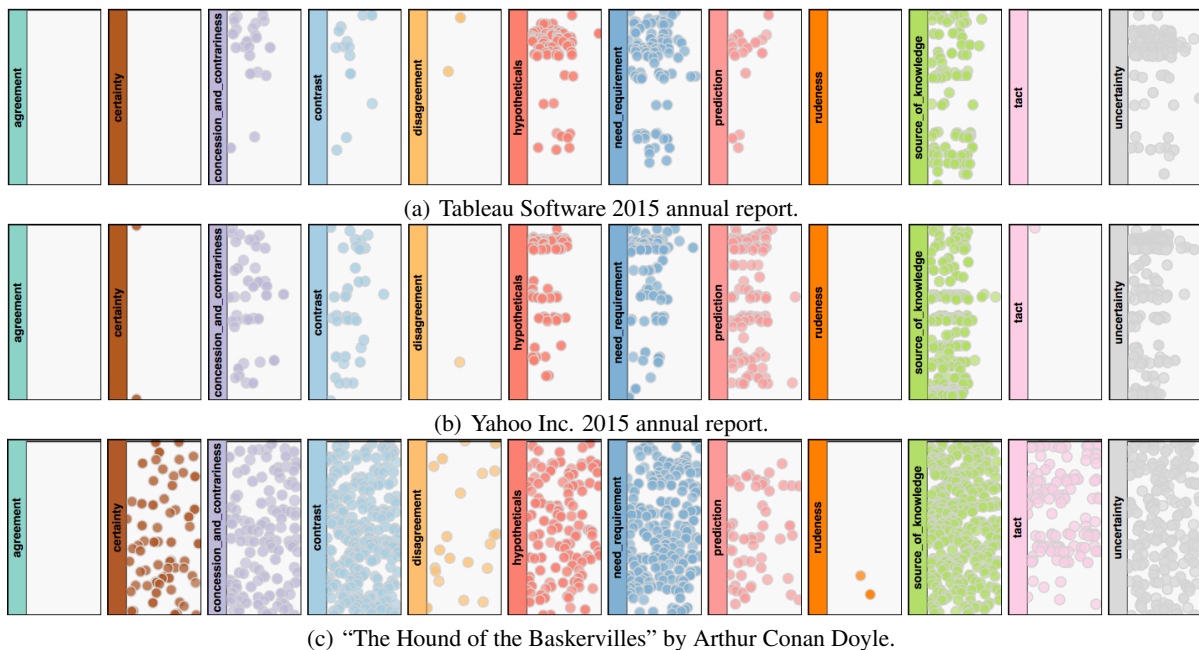 agreement
certainty
concession_and_contrariness
contrast
disagreement
hypotheticals
need_requirement
prediction
rudeness
source_of_knowledge
tact
uncertainty
(a) Tableau Software 2015 annual report.
agreement
certainty
concession_and_contrariness
contrast
disagreement
hypotheticals
need_requirement
prediction
rudeness
source_of_knowledge
tact
uncertainty
(b) Yahoo Inc. 2015 annual report.
agreement
certainty
concession_and_contrariness
contrast
disagreement
hypotheticals
need_requirement
prediction
rudeness
source_of_knowledge
tact
uncertainty
(c) “The Hound of the Baskervilles” by Arthur Conan Doyle.